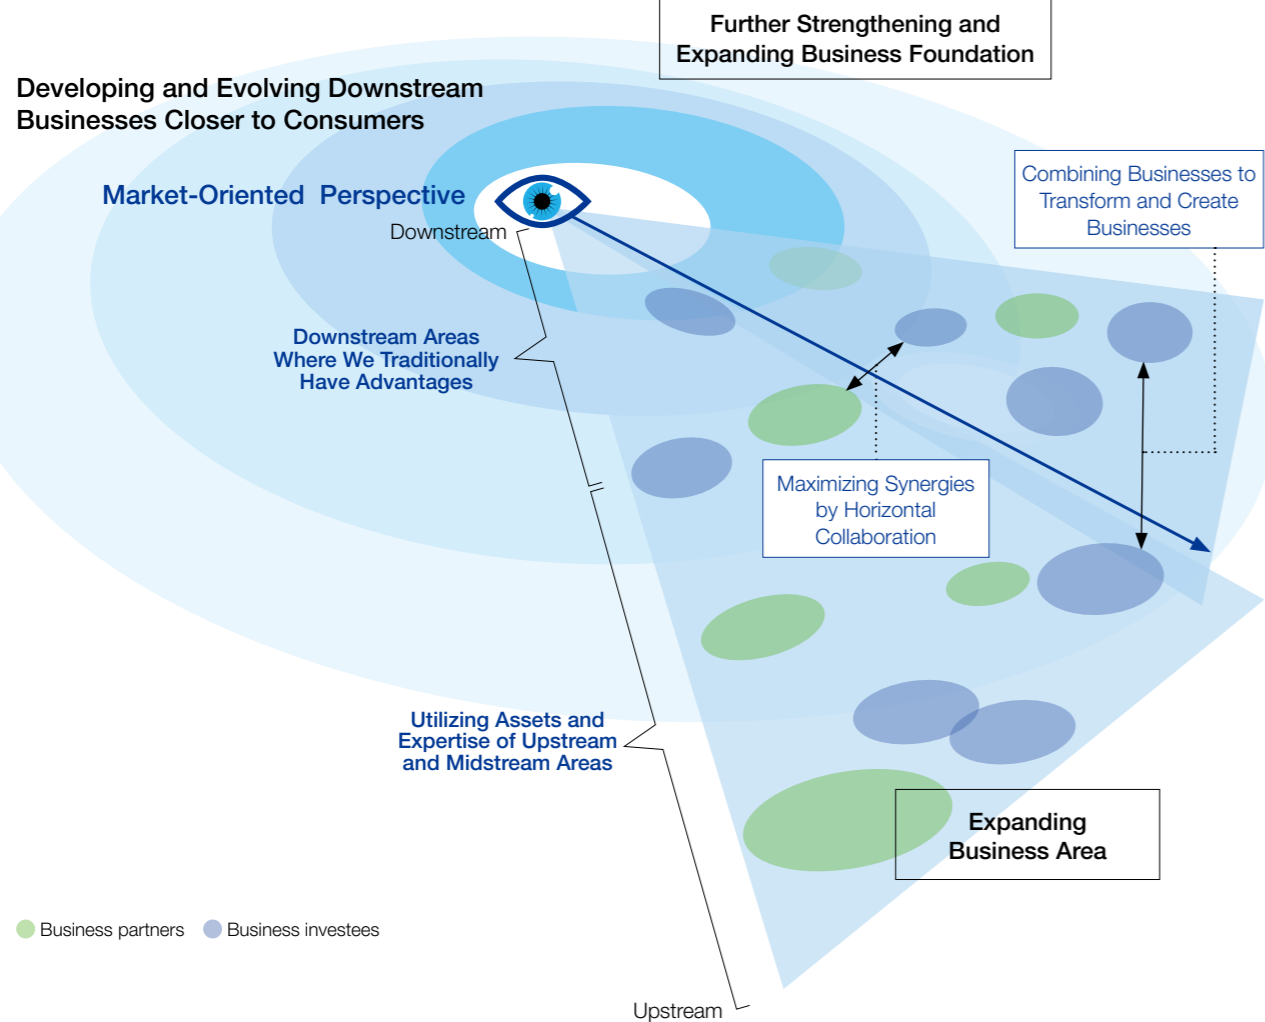 Further Strengthening and
Expanding Business Foundation
Developing and Evolving Downstream
Businesses Closer to Consumers
Market-Oriented Perspective
Downstream
Combining Businesses to
Transform and Create
Businesses
Downstream Areas
Where We Traditionally
Have Advantages
Maximizing Synergies
by Horizontal
Collaboration
Utilizing Assets and
Expertise of Upstream
and Midstream Areas
Expanding
Business Area
Business partners
Business investees
Upstream